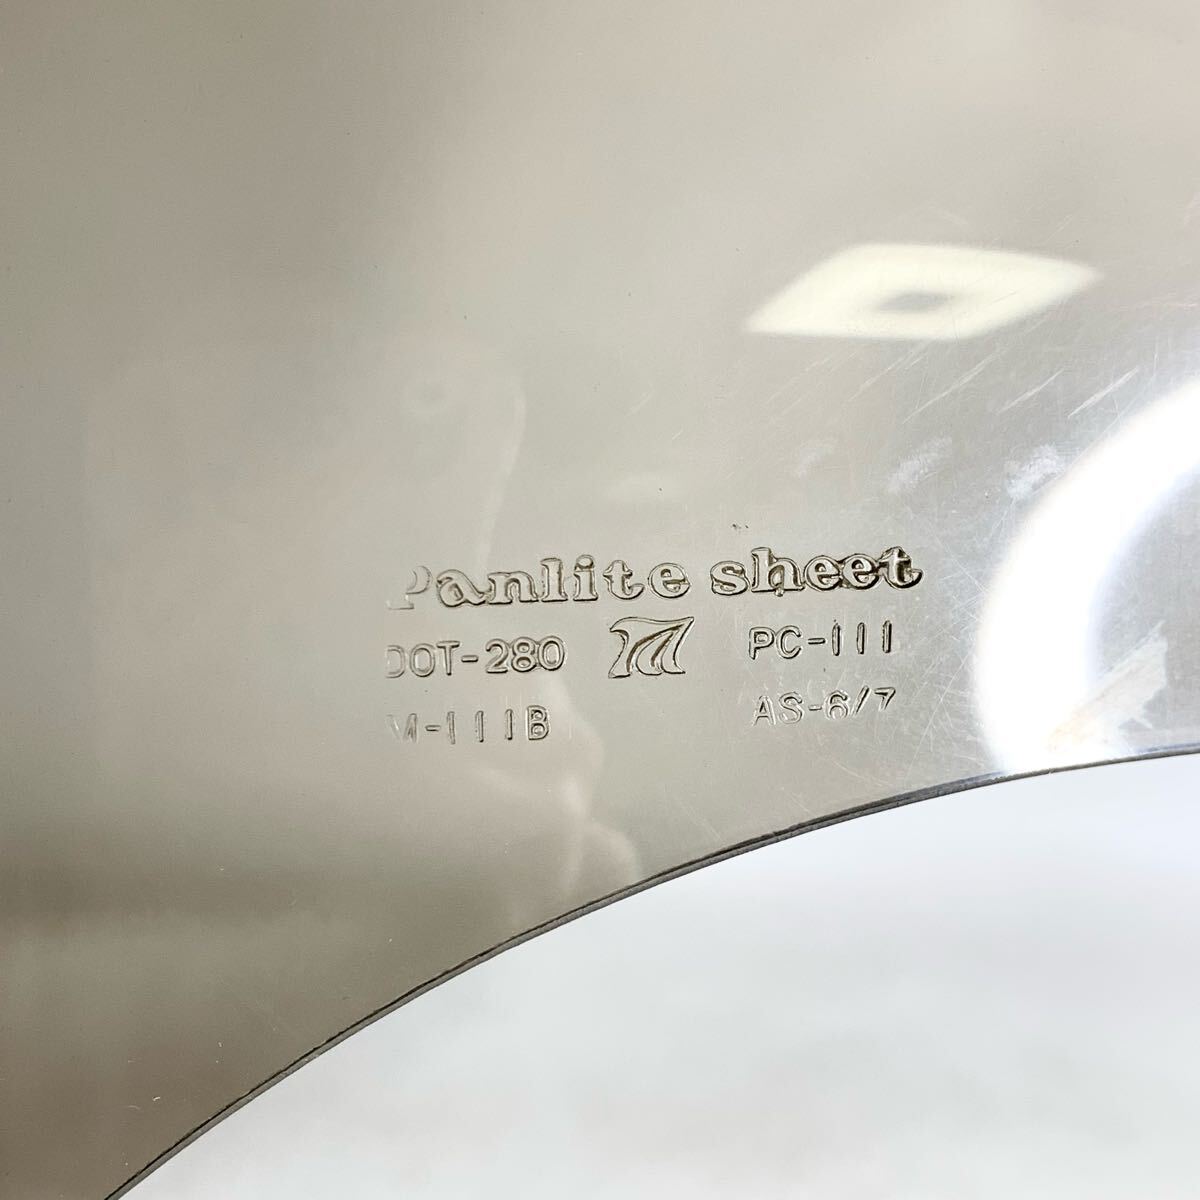 Panlite sheet
DOT-280 PC-111
M-111B AS-6/7